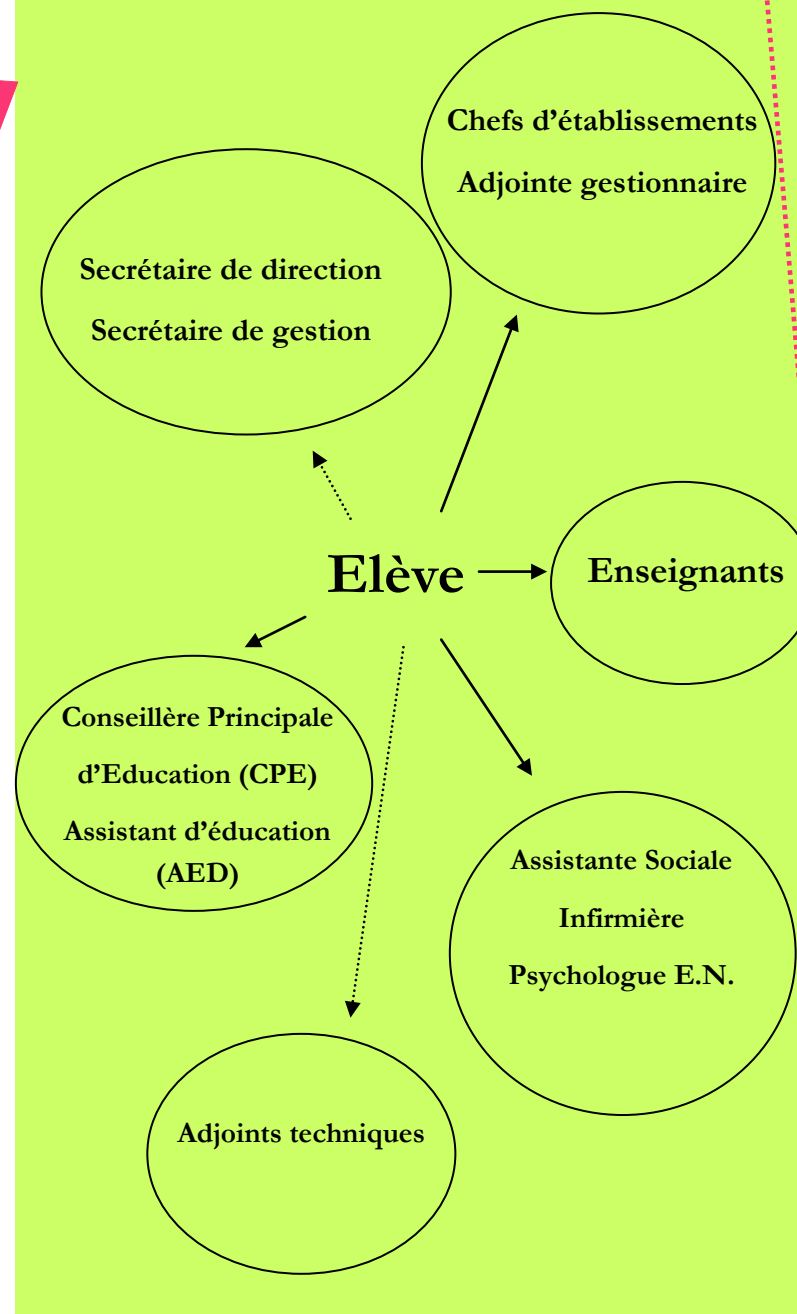 Chefs d'établissements
Adjointe gestionnaire
Secrétaire de direction
Secrétaire de gestion
Elève
Enseignants
Conseillère Principale
d'Education (CPE)
Assistant d'éducation
(AED)
Assistante Sociale
Infirmière
Psychologue E.N.
Adjoints techniques